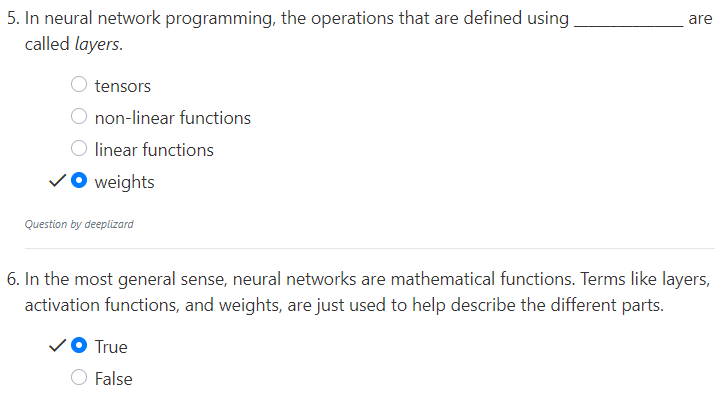 5. In neural network programming, the operations that are defined using ______________ are
called layers.
tensors
non-linear functions
linear functions
weights
Question by deeplizard
6. In the most general sense, neural networks are mathematical functions. Terms like layers,
activation functions, and weights, are just used to help describe the different parts.
True
False